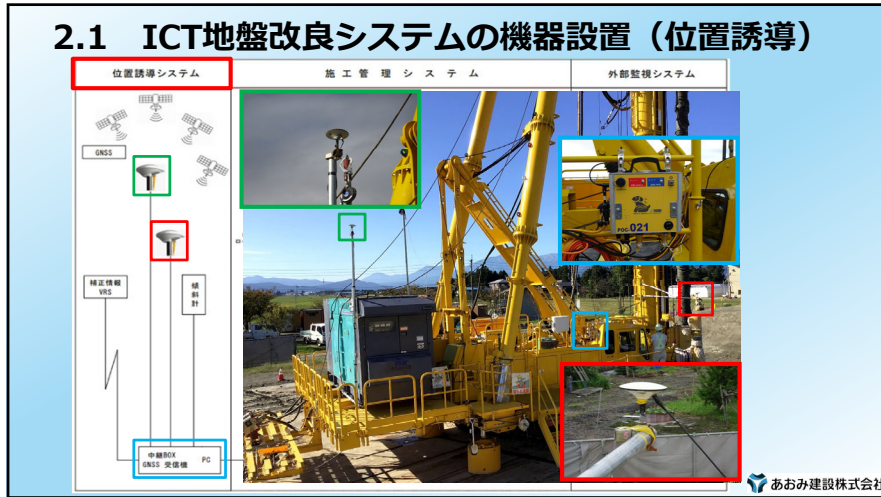 2.1 ICT地盤改良システムの機器設置（位置誘導）
位置誘導システム
施工管理システム
外部監視システム
GNSS
補正情報
VRS
傾斜計
中継BOX
GNSS 受信機
PC
POC-021
あおみ建設株式会社